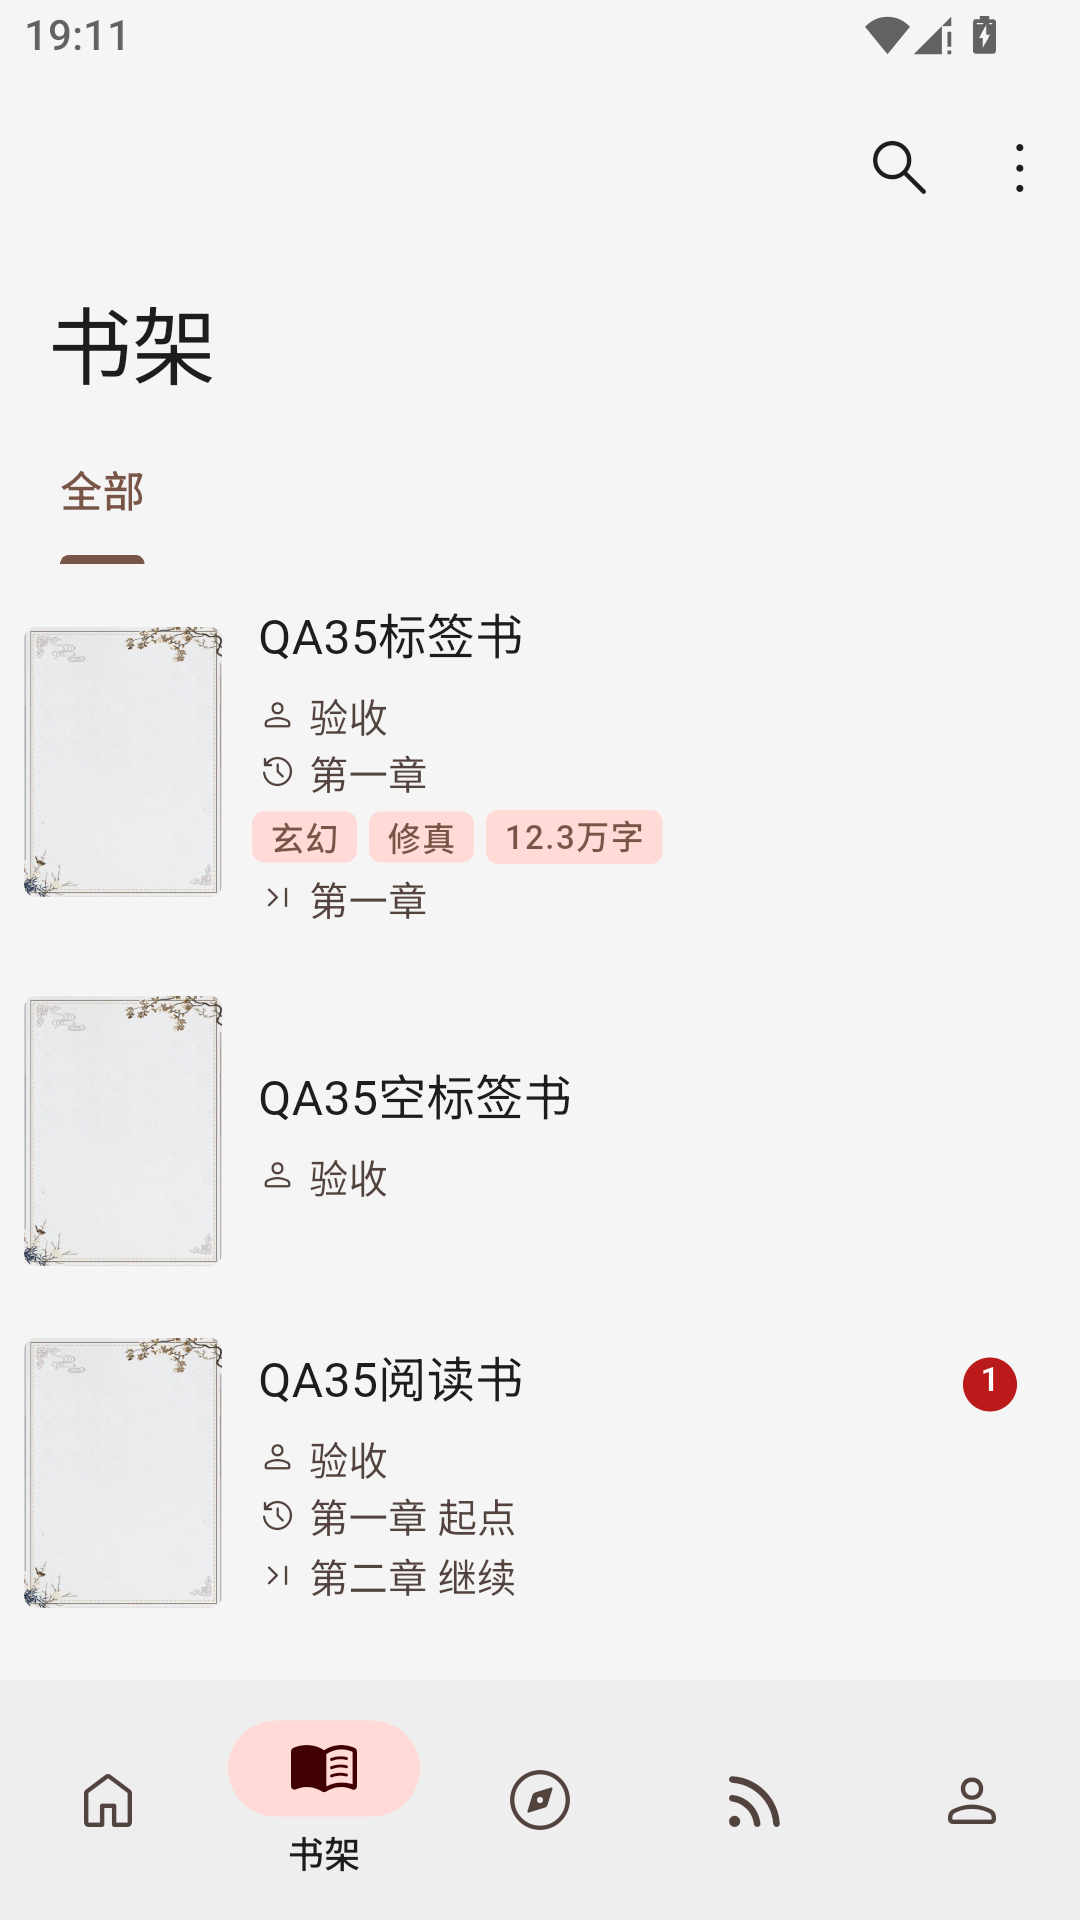 19:11
书架
全部
QA35标签书
验收
第一章
玄幻 修真 12.3万字
第一章
QA35空标签书
验收
QA35阅读书
1
验收
第一章 起点
第二章 继续
书架